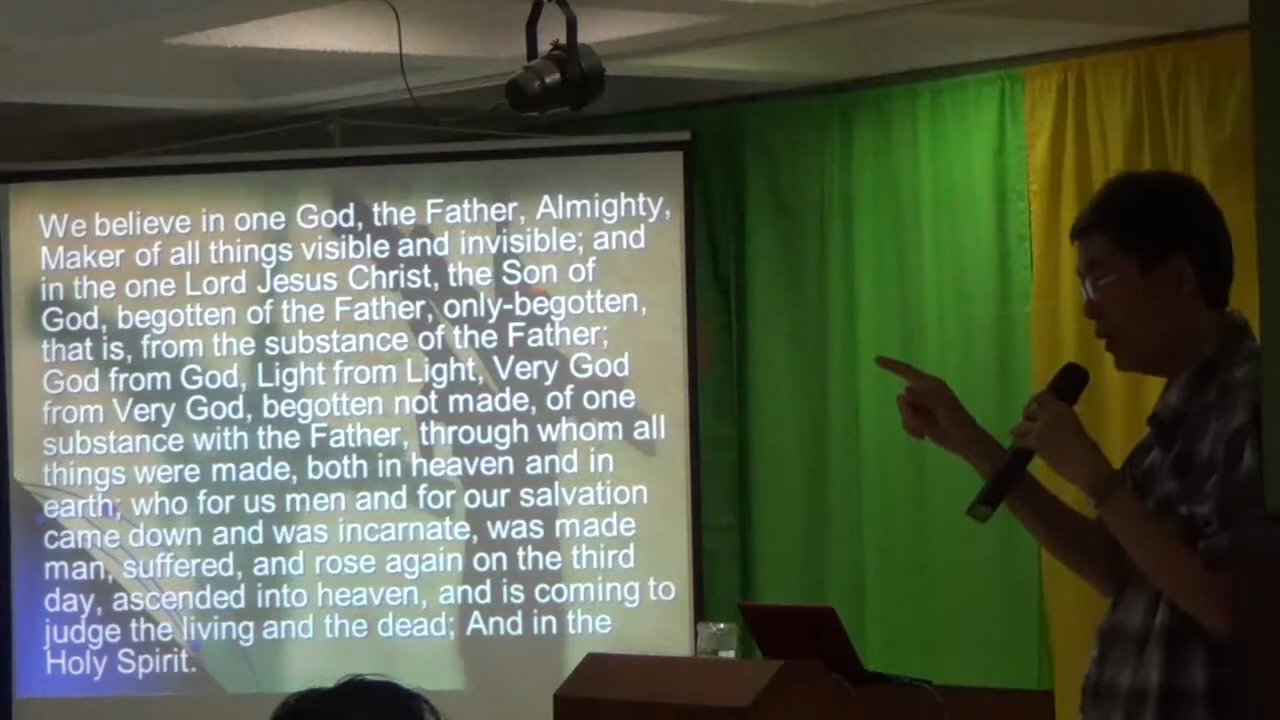 We believe in one God, the Father, Almighty,
Maker of all things visible and invisible; and
in the one Lord Jesus Christ, the Son of
God, begotten of the Father, only-begotten,
that is, from the substance of the Father;
God from God, Light from Light, Very God
from Very God, begotten not made, of one
substance with the Father, through whom all
things were made, both in heaven and in
earth; who for us men and for our salvation
came down and was incarnate, was made
man, suffered, and rose again on the third
day, ascended into heaven, and is coming to
judge the living and the dead; And in the
Holy Spirit.